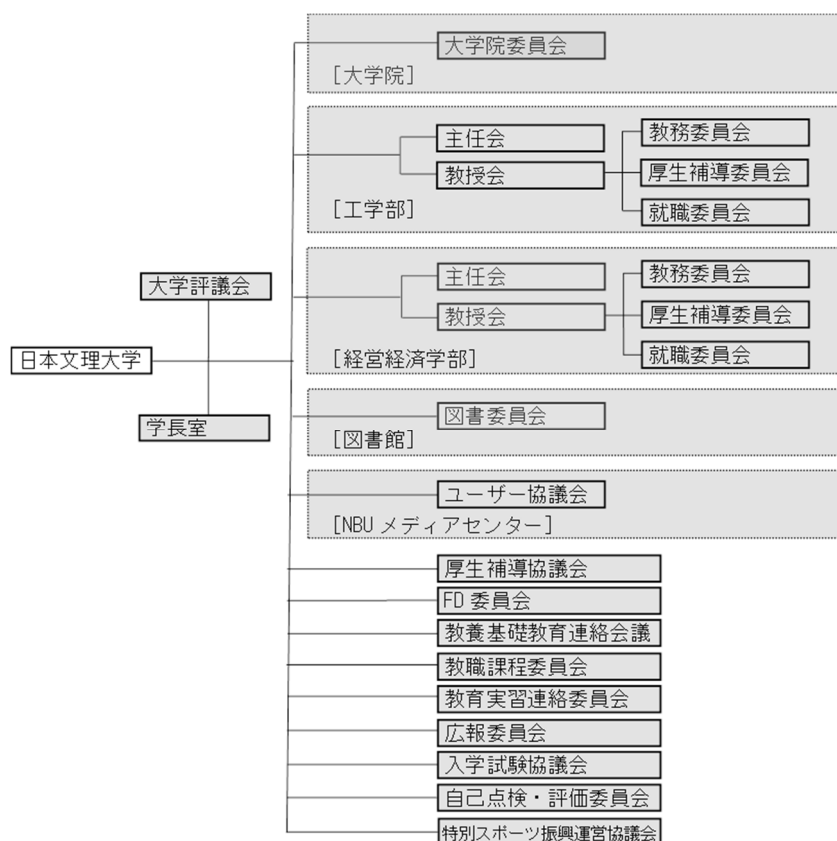 大学院委員会
[大学院]
主任会
教授会
教務委員会
厚生補導委員会
就職委員会
[工学部]
大学評議会
日本文理大学
学長室
主任会
教授会
教務委員会
厚生補導委員会
就職委員会
[経営経済学部]
図書委員会
[図書館]
ユーザー協議会
[NBU メディアセンター]
厚生補導協議会
FD 委員会
教養基礎教育連絡会議
教職課程委員会
教育実習連絡委員会
広報委員会
入学試験協議会
自己点検・評価委員会
特別スポーツ振興運営協議会